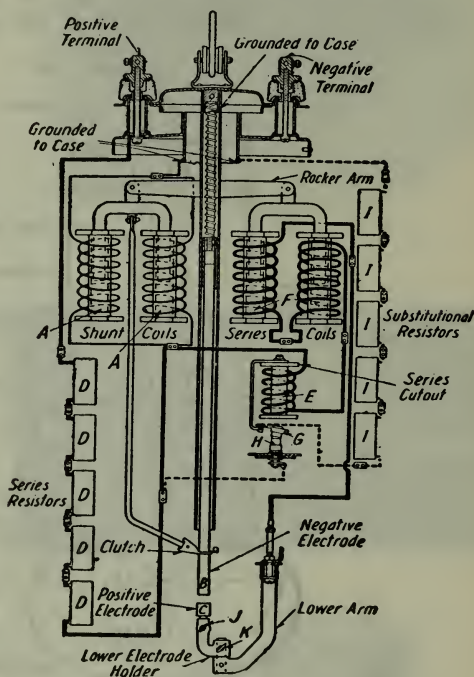 Positive
Terminal
Grounded to Case
Negative
Terminal
Grounded
to Case
Rocker Arm
I
I
I
I
I
F
A
Shunt
A
Coils
Series
Coils
Substitutional
Resistors
Series
Cutout
E
H
G
D
D
D
D
D
Series
Resistors
Clutch
Negative
Electrode
B
Positive
Electrode
C
J
K
Lower Arm
Lower Electrode
Holder